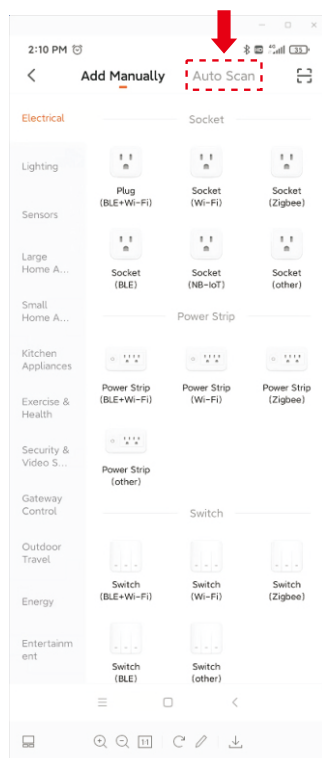 2:10 PM
33
Add Manually
Auto Scan
Electrical
Lighting
Sensors
Large
Home A...
Small
Home A...
Kitchen
Appliances
Exercise &
Health
Security &
Video S...
Gateway
Control
Outdoor
Travel
Energy
Entertainm
ent
Socket
Plug
(BLE+Wi-Fi)
Socket
(Wi-Fi)
Socket
(Zigbee)
Socket
(BLE)
Socket
(NB-IoT)
Socket
(other)
Power Strip
Power Strip
(BLE+Wi-Fi)
Power Strip
(Wi-Fi)
Power Strip
(Zigbee)
Power Strip
(other)
Switch
Switch
(BLE+Wi-Fi)
Switch
(Wi-Fi)
Switch
(Zigbee)
Switch
(BLE)
Switch
(other)
1:1